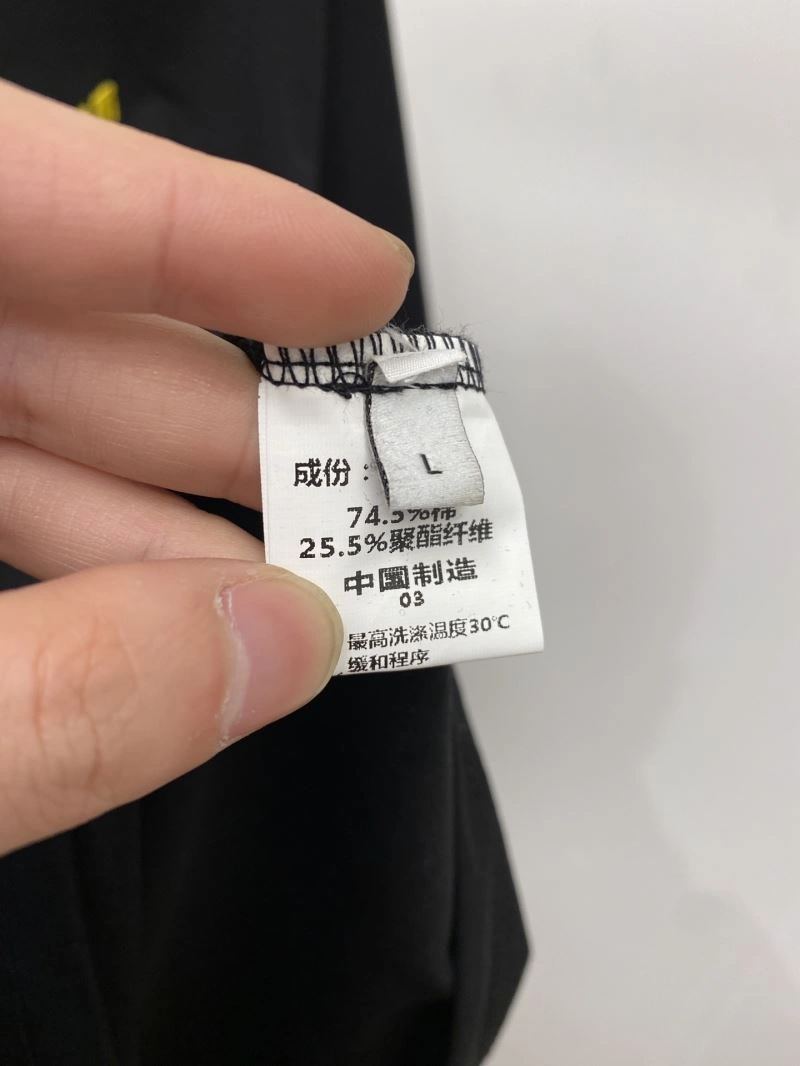 L
成份：
74.5%棉
25.5%聚酯纤维
中國制造
03
最高洗涤温度30℃
缓和程序